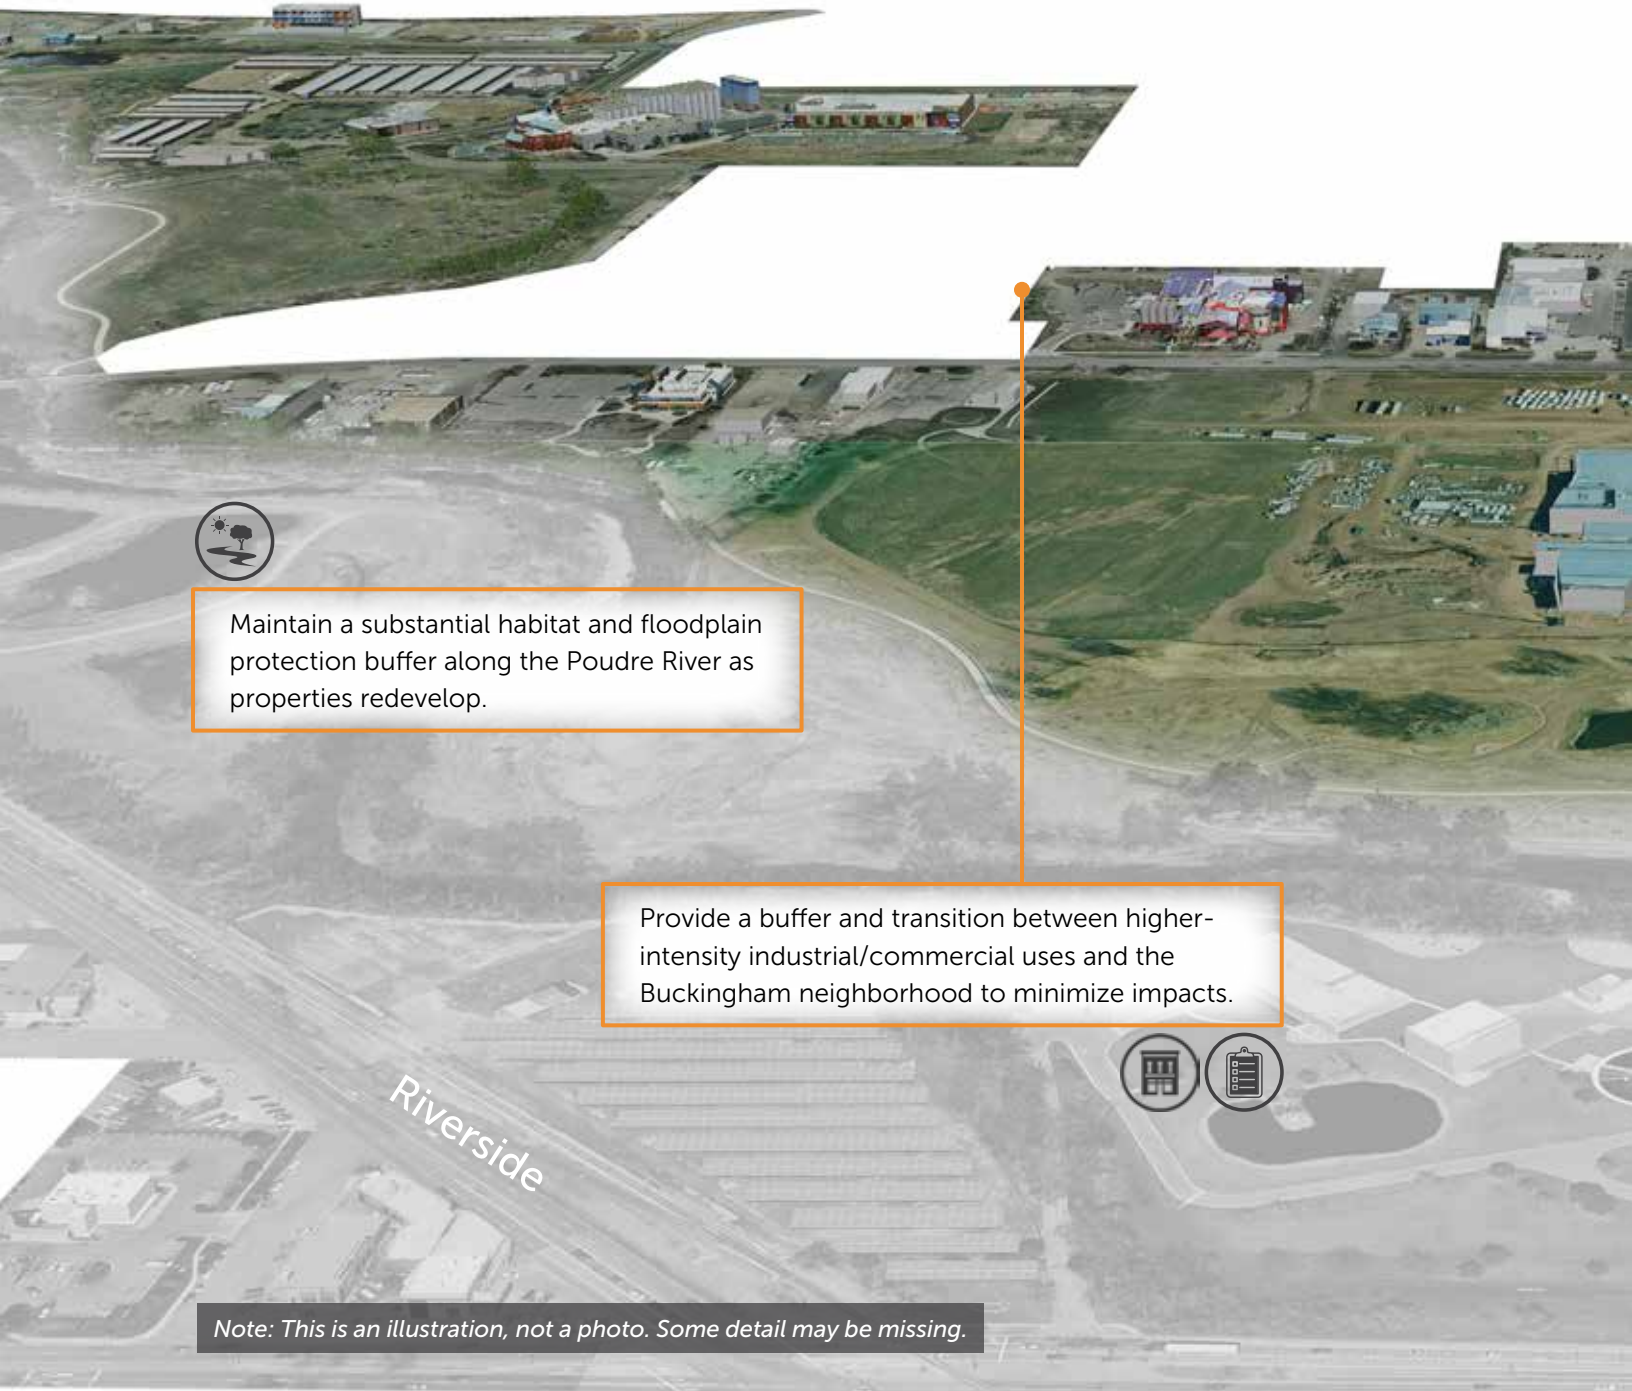 Maintain a substantial habitat and floodplain
protection buffer along the Poudre River as
properties redevelop.
Provide a buffer and transition between higher-
intensity industrial/commercial uses and the
Buckingham neighborhood to minimize impacts.
Riverside
Note: This is an illustration, not a photo. Some detail may be missing.